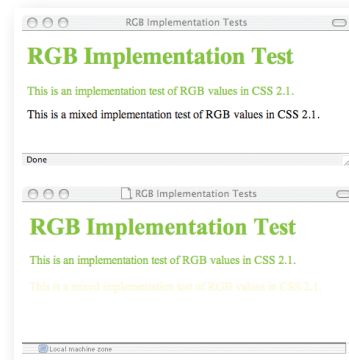 RGB Implementation Tests
RGB Implementation Test
This is an implementation test of RGB values in CSS 2.1.
This is a mixed implementation test of RGB values in CSS 2.1.
Done
RGB Implementation Tests
RGB Implementation Test
This is an implementation test of RGB values in CSS 2.1.
This is a mixed implementation test of RGB values in CSS 2.1
Local machine zone